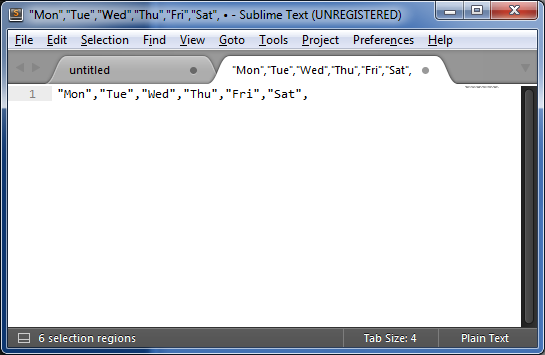 "Mon","Tue","Wed","Thu","Fri","Sat", • - Sublime Text (UNREGISTERED)
File Edit Selection Find View Goto Tools Project Preferences Help
untitled "Mon","Tue","Wed","Thu","Fri","Sat",
1 "Mon","Tue","Wed","Thu","Fri","Sat",
6 selection regions Tab Size: 4 Plain Text